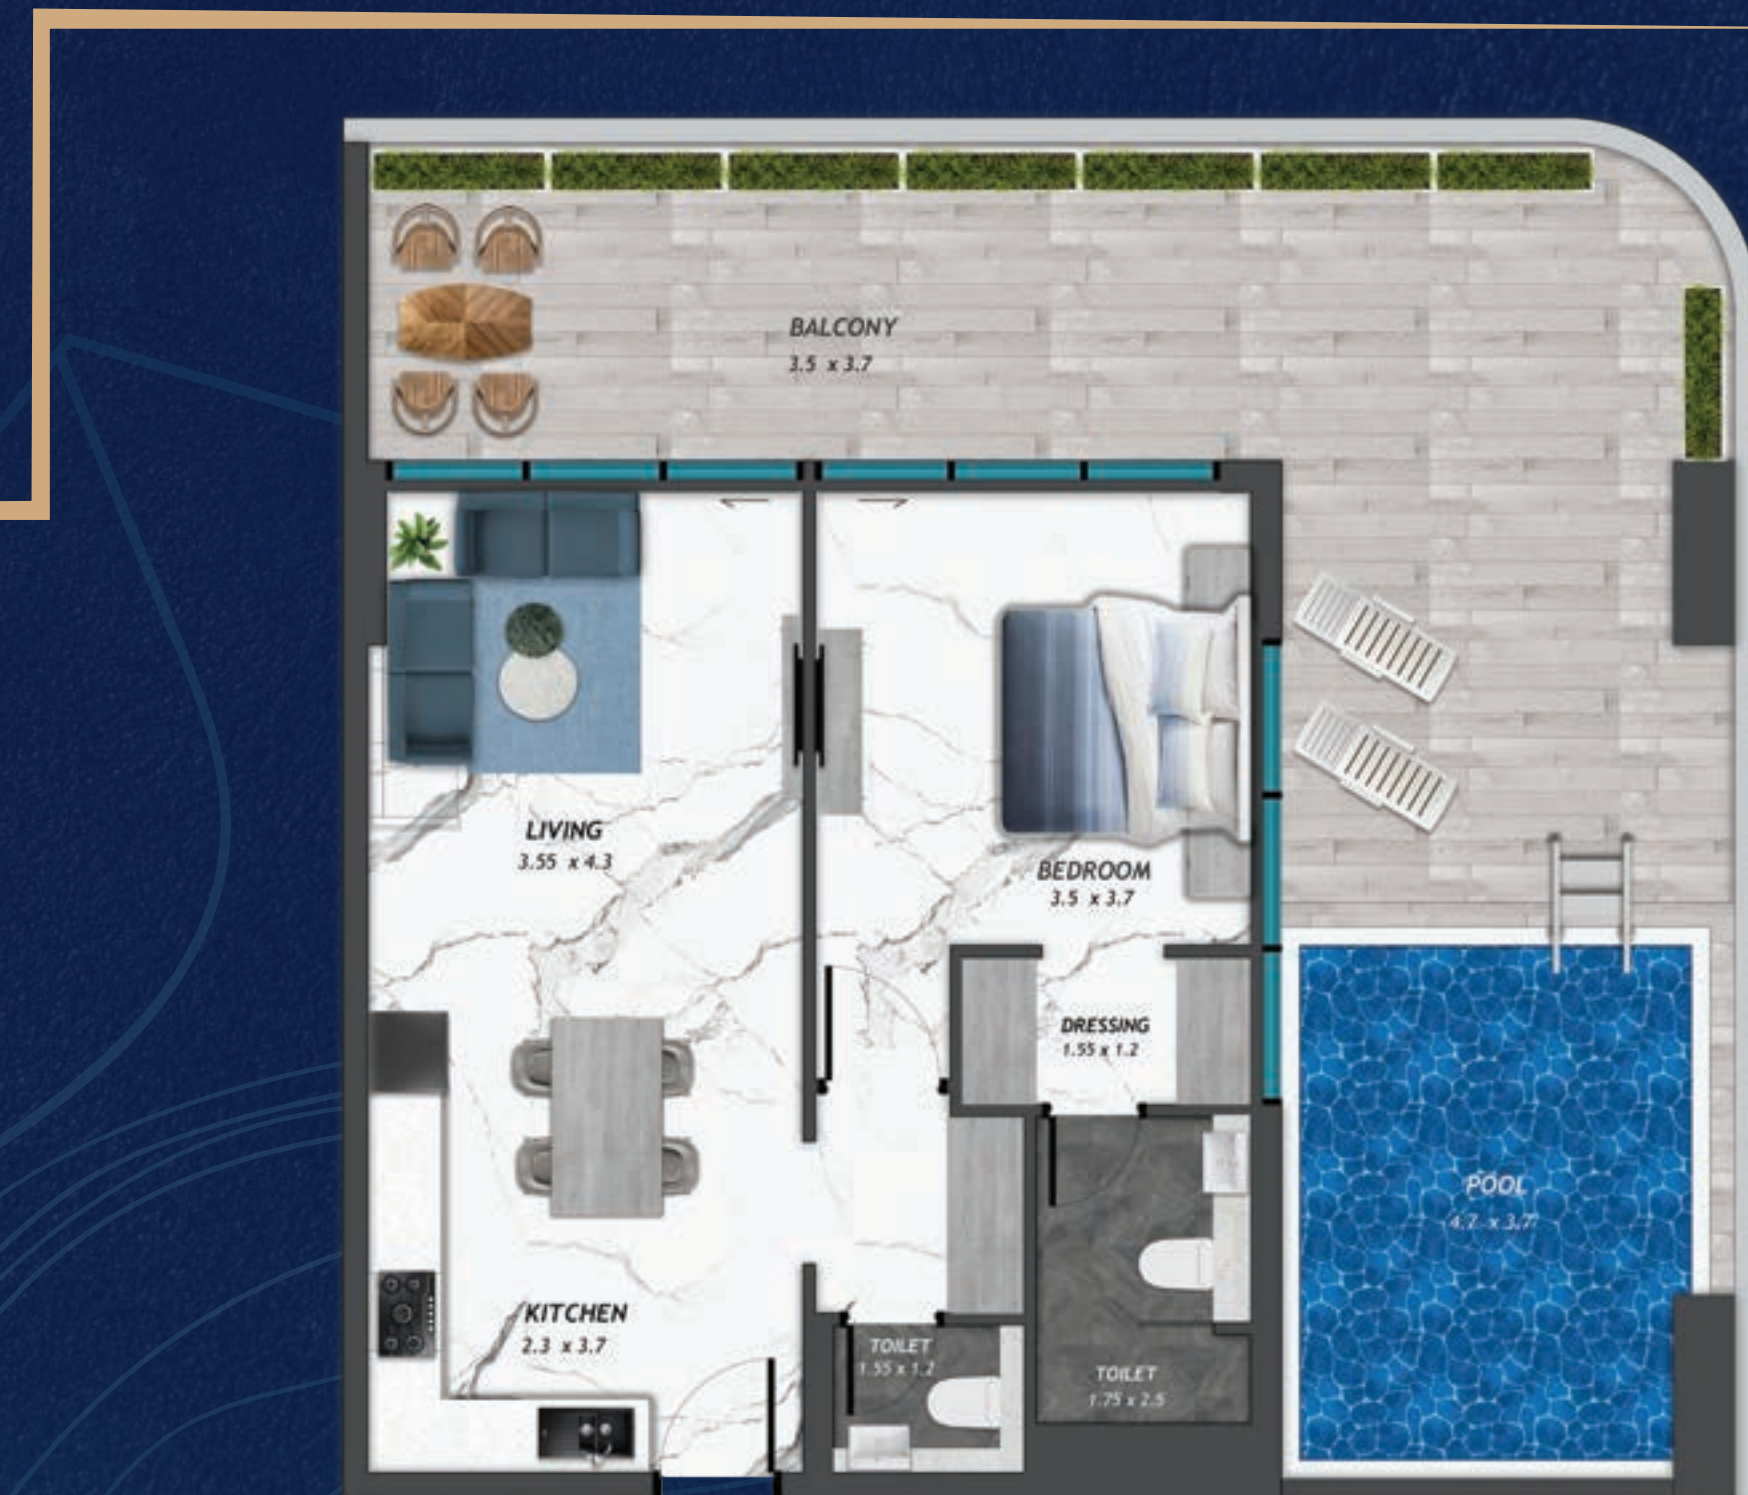 BALCONY
3.5 x 3.7
LIVING
3.55 x 4.3
BEDROOM
3.5 x 3.7
DRESSING
1.55 x 1.2
POOL
4.7 x 3.7
KITCHEN
2.3 x 3.7
TOILET
1.55 x 1.2
TOILET
1.75 x 2.5